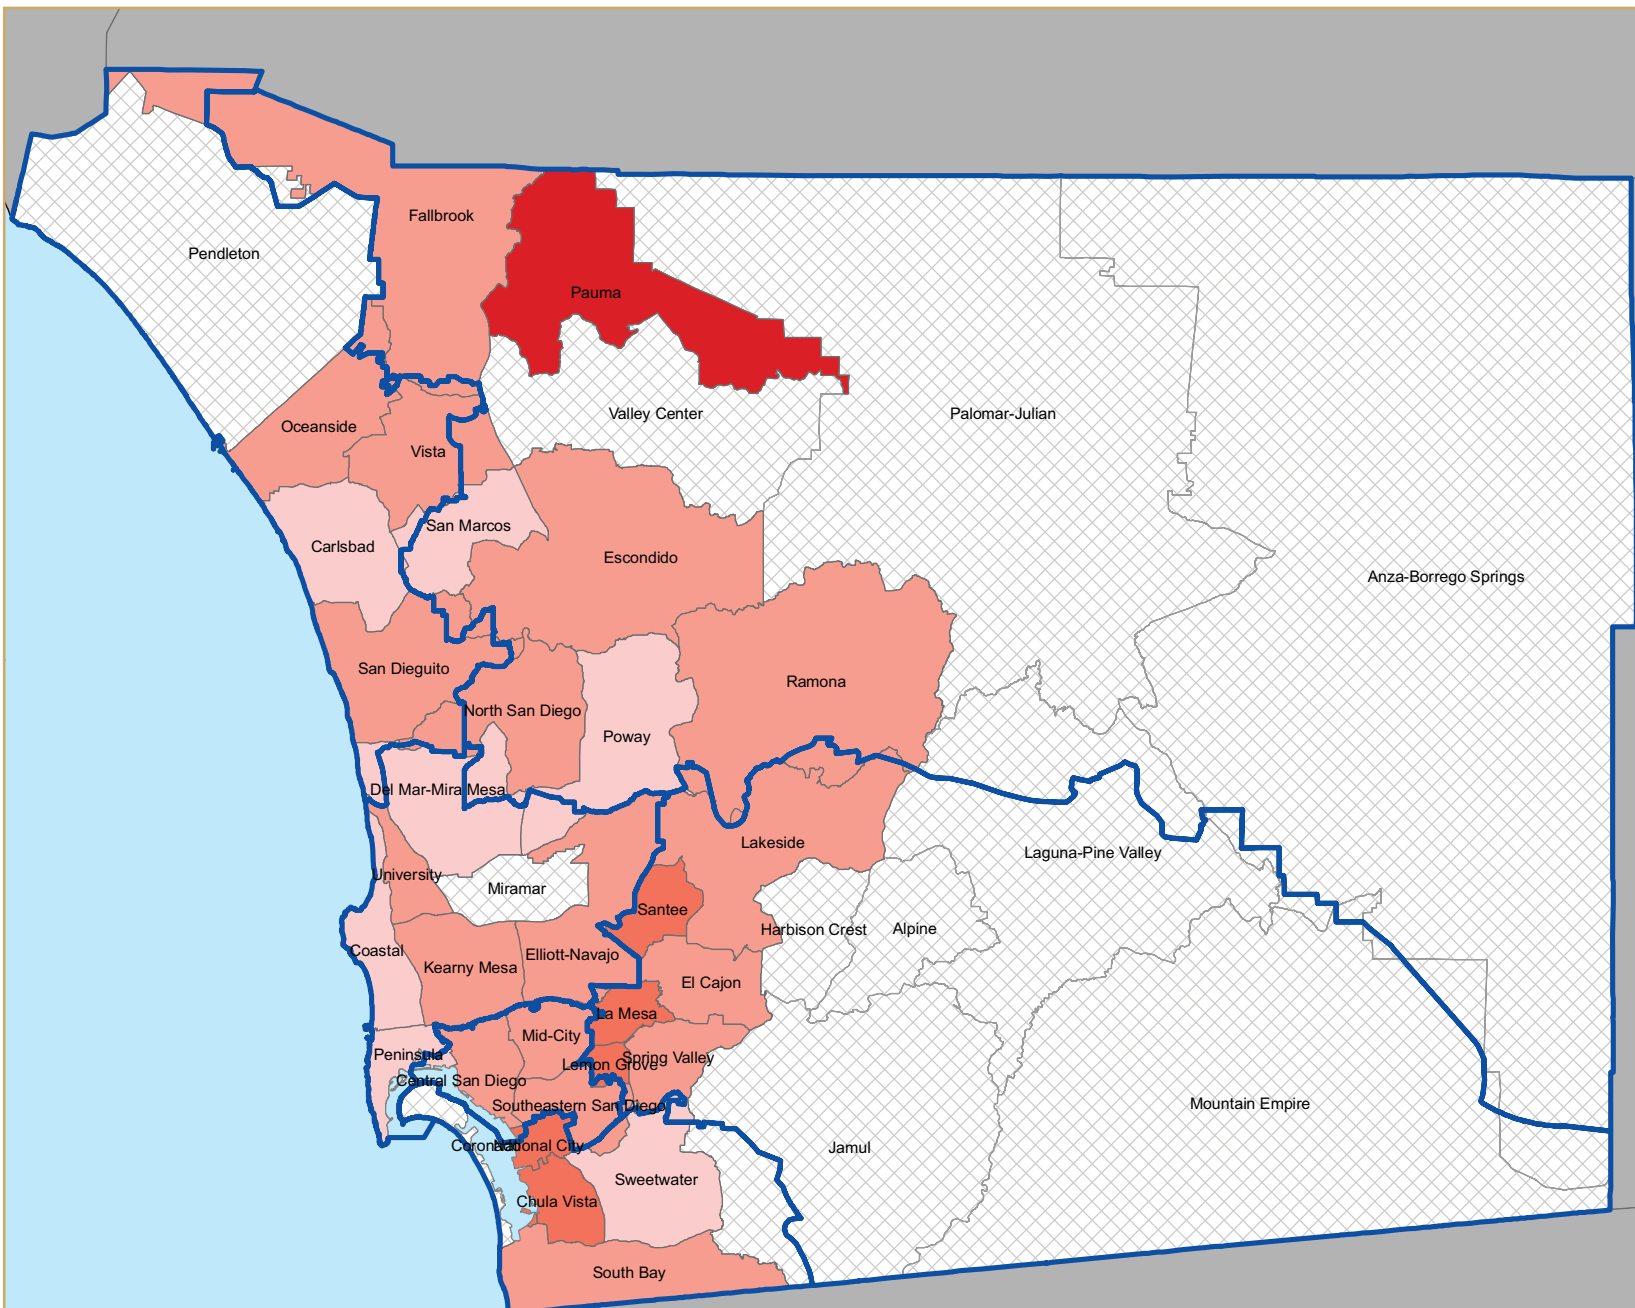 Fallbrook
Pendleton
Pauma
Valley Center
Palomar-Julian
Oceanside
Vista
San Marcos
Carlsbad
Escondido
Anza-Borrego Springs
San Dieguito
Ramona
North San Diego
Poway
Del Mar-Mira Mesa
Lakeside
Laguna-Pine Valley
University
Miramar
Santee
Harbison Crest
Alpine
Coastal
Elliott-Navajo
Kearny Mesa
El Cajon
La Mesa
Mid-City
Peninsula
Lemon Grove
Spring Valley
Central San Diego
Southeastern San Diego
Mountain Empire
Coronado
National City
Jamul
Sweetwater
Chula Vista
South Bay